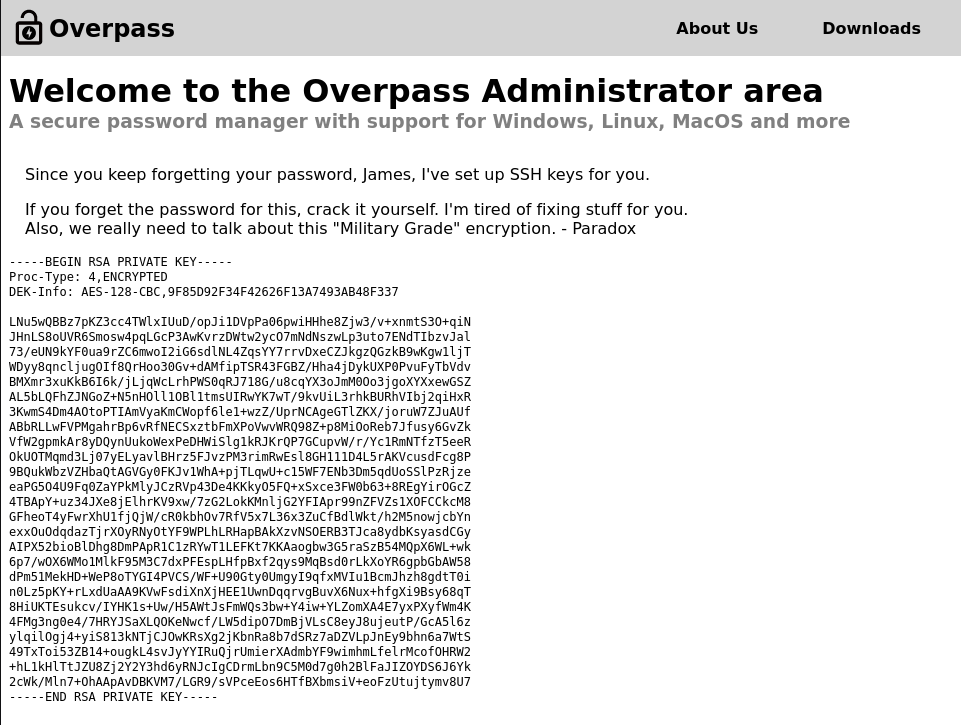 Overpass
About Us
Downloads
Welcome to the Overpass Administrator area
A secure password manager with support for Windows, Linux, MacOS and more
Since you keep forgetting your password, James, I've set up SSH keys for you.
If you forget the password for this, crack it yourself. I'm tired of fixing stuff for you.
Also, we really need to talk about this "Military Grade" encryption. - Paradox
-----BEGIN RSA PRIVATE KEY-----
Proc-Type: 4,ENCRYPTED
DEK-Info: AES-128-CBC,9F85D92F34F42626F13A7493AB48F337

LNu5wQBBz7pKZ3cc4TWlxIUuD/opJi1DVpPa06pwiHHhe8Zjw3/v+xnmtS3O+qiN
JHnLS8oUVR6Smosw4pqLGcP3AwKvrzDWtw2ycO7mNdNszwLp3uto7ENdTIbzvJal
73/eUN9kYF0ua9rZC6mwoI2iG6sdlNL4ZqsYY7rrvDxeCZJkgzQGzkB9wKgw1ljT
WDyy8qncljugOIf8QrHoo30Gv+dAMfipTSR43FGBZ/Hha4jDykUXP0PvuFyTbVdv
BMXmr3xuKkB6I6k/jLjqWcLrhPWS0qRJ718G/u8cqYX3oJmM0Oo3jgoXYXxewGSZ
AL5bLQFhZJNGoZ+N5nHOll1OBl1tmsUIRwYK7wT/9kvUiL3rhkBURhVIbj2qiHxR
3KwmS4Dm4AOtoPTIAmVyaKmCWopf6le1+wzZ/UprNCAgeGTlZKX/joruW7ZJuAUf
ABbRLLwFVPMgahrBp6vRfNECSxztbFmXPoVwvWRQ98Z+p8MiOoReb7Jfusy6GvZk
VfW2gpmkAr8yDQynUukoWexPeDHWiSlg1kRJKrQP7GCupvW/r/Yc1RmNTfzT5eeR
OkUOTMqmd3Lj07yELyavlBHrz5FJvzPM3rimRwEsl8GH111D4L5rAKVcusdFcg8P
9BQukWbzVZHbaQtAGVGy0FKJv1WhA+pjTLqwU+c15WF7ENb3Dm5qdUoSSlPzRjze
eaPG5O4U9Fq0ZaYPkMlyJCzRVp43De4KKkyO5FQ+xSxce3FW0b63+8REgYirOGcZ
4TBApY+uz34JXe8jElhrKV9xw/7zG2LokKMnljG2YFIApr99nZFVZs1XOFCCkcM8
GFheoT4yFwrXhU1fjQjW/cR0kbhOv7RfV5x7L36x3ZuCfBdlWkt/h2M5nowjcbYn
exxOuOdqdazTjrXOyRNyOtYF9WPLhLRHapBAkXzvNSOERB3TJca8ydbKsyasdCGy
AIPX52bioBlDhg8DmPApR1C1zRYwT1LEFKt7KKAaogbw3G5raSzB54MQpX6WL+wk
6p7/wOX6WMo1MlkF95M3C7dxPFEspLHfpBxf2qys9MqBsd0rLkXoYR6gpbGbAW58
dPm51MekHD+WeP8oTYGI4PVCS/WF+U90Gty0UmgyI9qfxMVIu1BcmJhzh8gdtT0i
n0Lz5pKY+rLxdUaAA9KVwFsdiXnXjHEE1UwnDqqrvgBuvX6Nux+hfgXi9Bsy68qT
8HiUKTEsukcv/IYHK1s+Uw/H5AWtJsFmWQs3bw+Y4iw+YLZomXA4E7yxPXyfWm4K
4FMg3ng0e4/7HRYJSaXLQOKeNwcf/LW5dipO7DmBjVLsC8eyJ8ujeutP/GcA5l6z
ylqilOgj4+yiS813kNTjCJOwKRsXg2jKbnRa8b7dSRz7aDZVLpJnEy9bhn6a7WtS
49TxToi53ZB14+ougkL4svJyYYIRuQjrUmierXAdmbYF9wimhmLfelrMcofOHRW2
+hL1kHlTtJZU8Zj2Y2Y3hd6yRNJcIgCDrmLbn9C5M0d7g0h2BlFaJIZOYDS6J6Yk
2cWk/Mln7+OhAApAvDBKVM7/LGR9/sVPceEos6HTfBXbmsiV+eoFzUtujtymv8U7
-----END RSA PRIVATE KEY-----